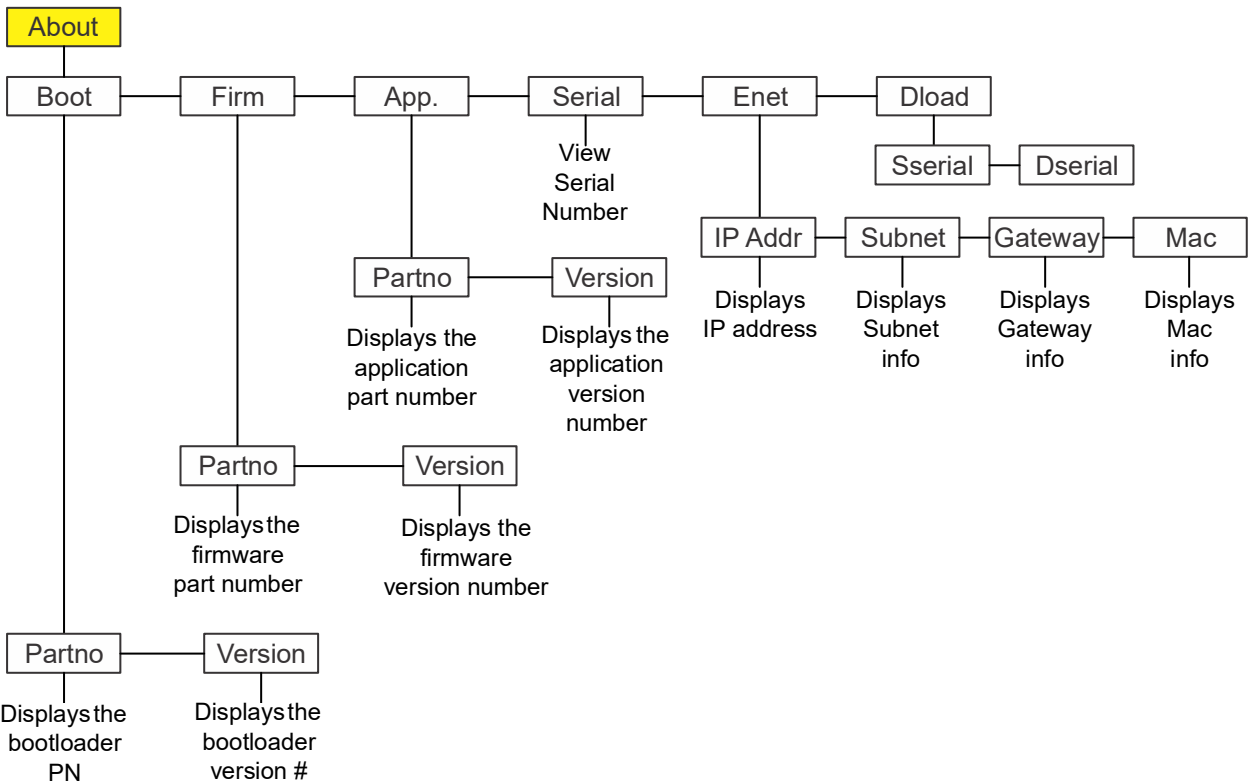 About
Boot
Firm
App.
Serial
Enet
Dload
View
Serial
Number
Sserial
Dserial
IP Addr
Subnet
Gateway
Mac
Displays
IP address
Displays
Subnet
info
Displays
Gateway
info
Displays
Mac
info
Partno
Version
Displays the
application
part number
Displays the
application
version
number
Partno
Version
Displays the
firmware
part number
Displays the
firmware
version number
Partno
Version
Displays the
bootloader
PN
Displays the
bootloader
version #